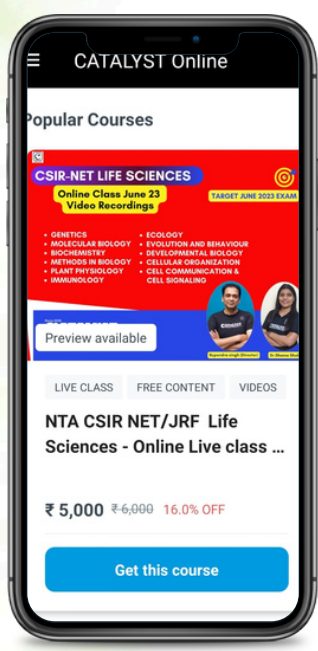 CATALYST Online
Popular Courses
CSIR-NET LIFE SCIENCES
Online Class June 23
Video Recordings
TARGET JUNE 2023 EXAM
• GENETICS
• MOLECULAR BIOLOGY
• BIOCHEMISTRY
• METHODS IN BIOLOGY
• PLANT PHYSIOLOGY
• IMMUNOLOGY
• ECOLOGY
• EVOLUTION AND BEHAVIOUR
• DEVELOPMENTAL BIOLOGY
• CELLULAR ORGANIZATION
• CELL COMMUNICATION &
CELL SIGNALING
Preview available
LIVE CLASS FREE CONTENT VIDEOS
NTA CSIR NET/JRF Life
Sciences - Online Live class ...
₹ 5,000 ₹ 6,000 16.0% OFF
Get this course